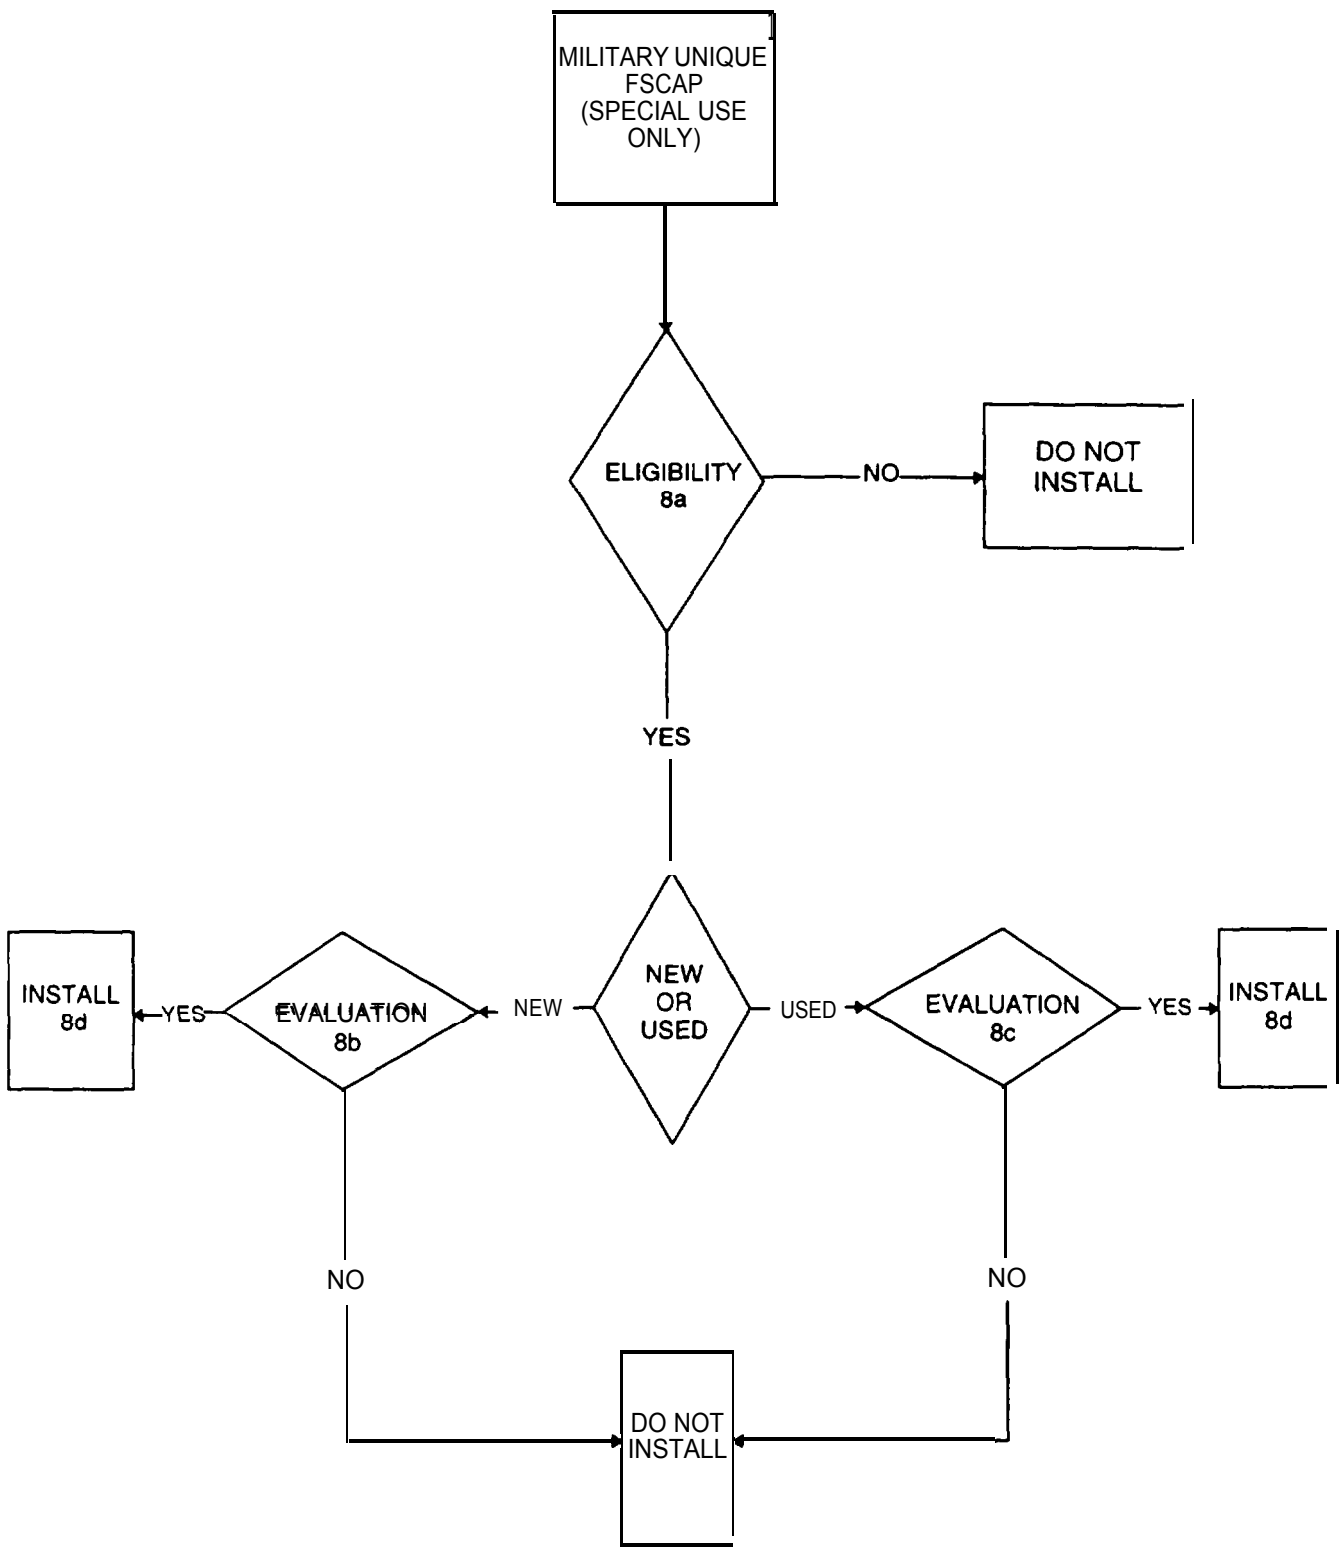 MILITARY UNIQUE
FSCAP
(SPECIAL USE
ONLY)
ELIGIBILITY
8a
NO
DO NOT
INSTALL
YES
INSTALL
8d
YES
EVALUATION
8b
NEW
NEW
OR
USED
USED
EVALUATION
8c
YES
INSTALL
8d
NO
NO
DO NOT
INSTALL